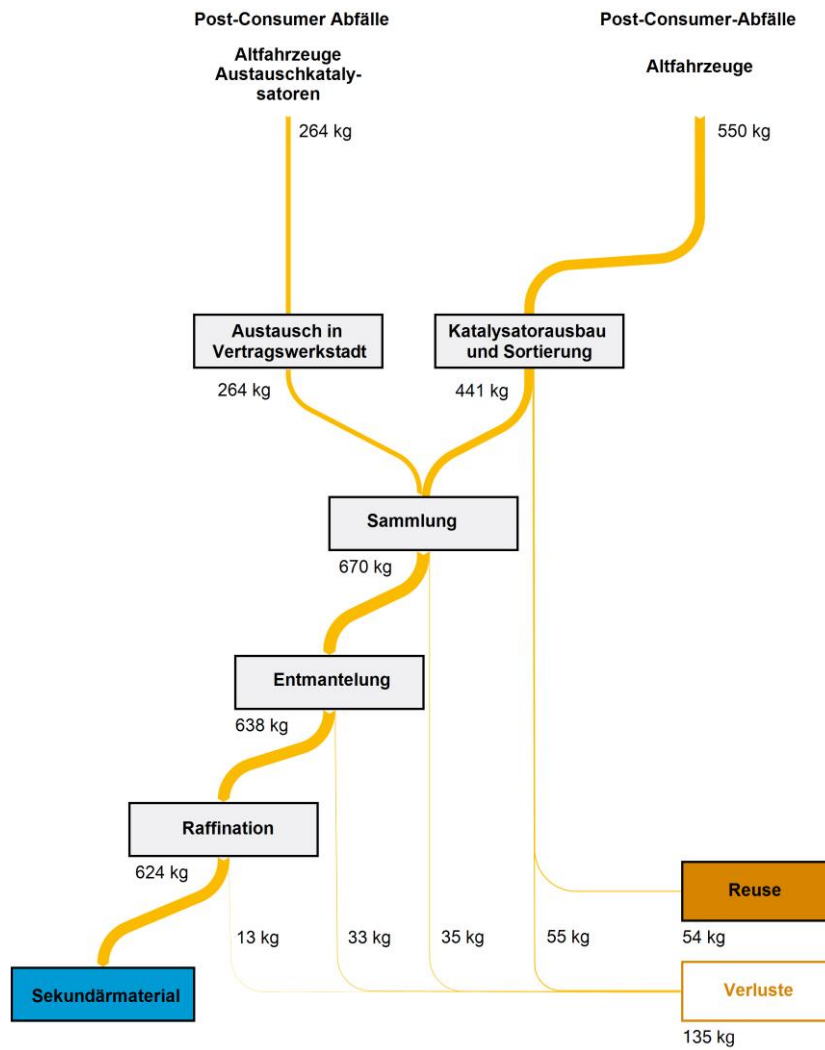 Post-Consumer Abfälle
Post-Consumer-Abfälle
Altfahrzeuge
Austauschkataly-
satoren
Altfahrzeuge
264 kg
550 kg
Austausch in
Vertragswerkstadt
Katalysatorausbau
und Sortierung
264 kg
441 kg
Sammlung
670 kg
Entmantelung
638 kg
Raffination
624 kg
Reuse
13 kg
33 kg
35 kg
55 kg
54 kg
Sekundärmaterial
Verluste
135 kg